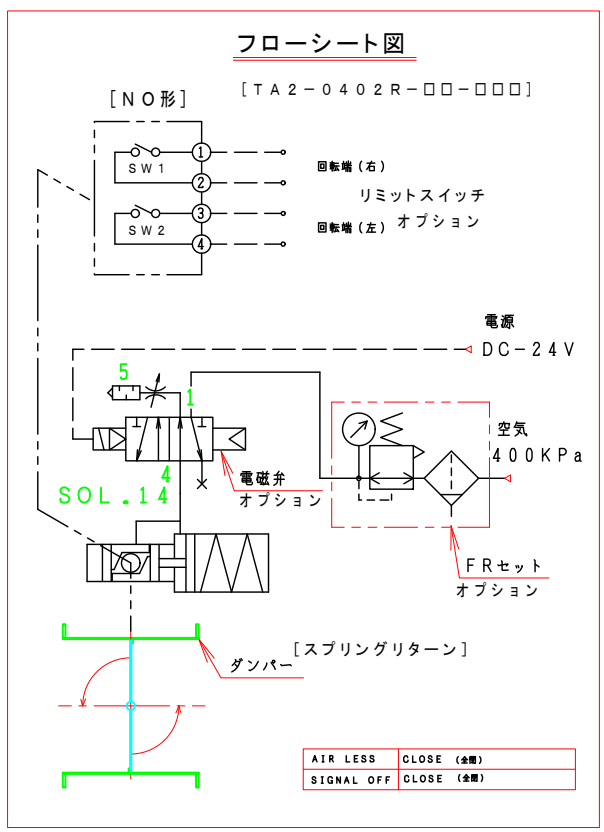 フローシート図
[TA2-0402R-□□-□□□]
[NO形]
SW1
SW2
1
2
3
4
回転端(右)
リミットスイッチ
オプション
回転端(左)
電源
DC-24V
5
1
空気
400KPa
4
SOL.14
電磁弁
オプション
FRセット
オプション
ダンパー
[スプリングリターン]
AIR LESS CLOSE (全閉)
SIGNAL OFF CLOSE (全閉)